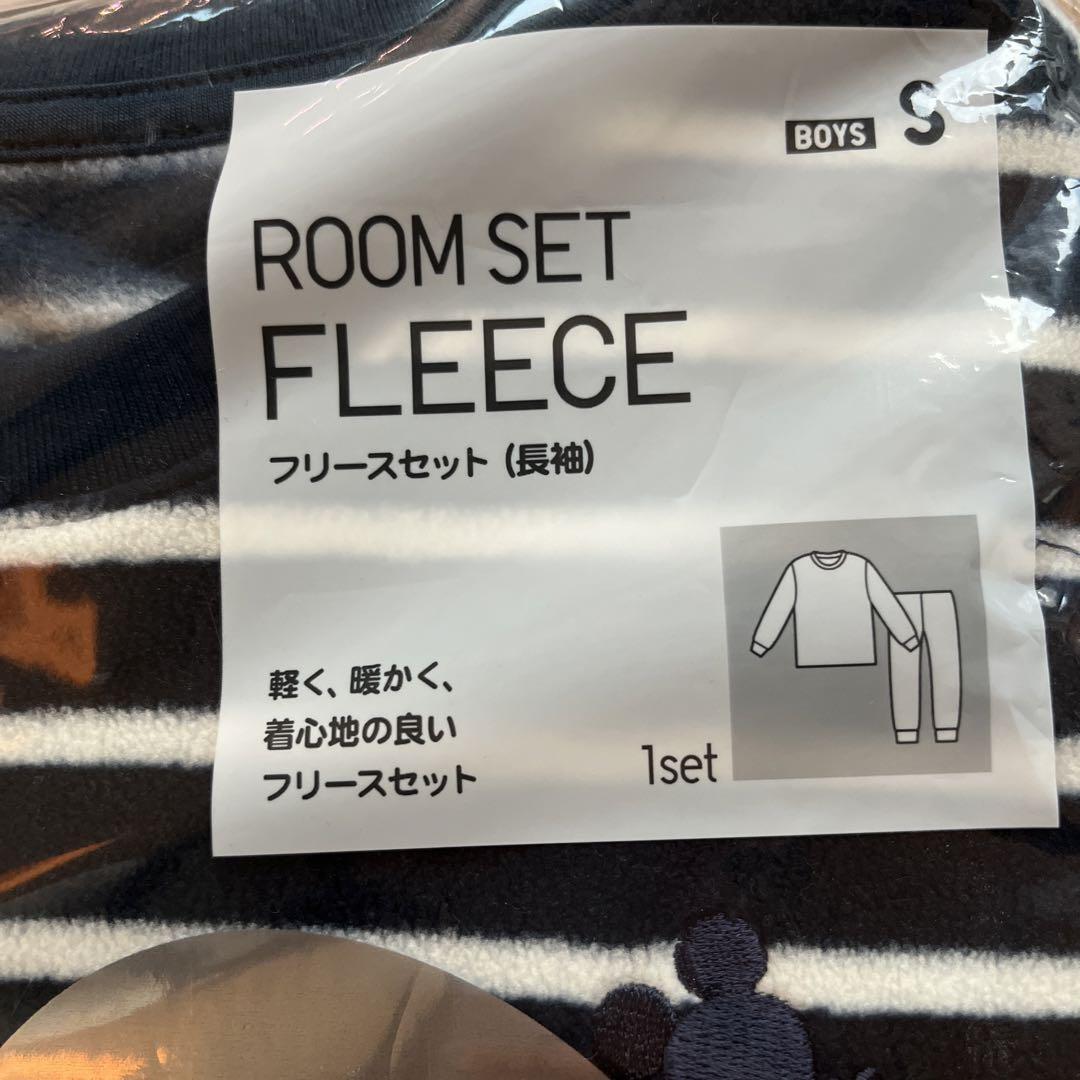 BOYS S
ROOM SET
FLEECE
フリースセット (長袖)
軽く、暖かく、
着心地の良い
フリースセット
1set